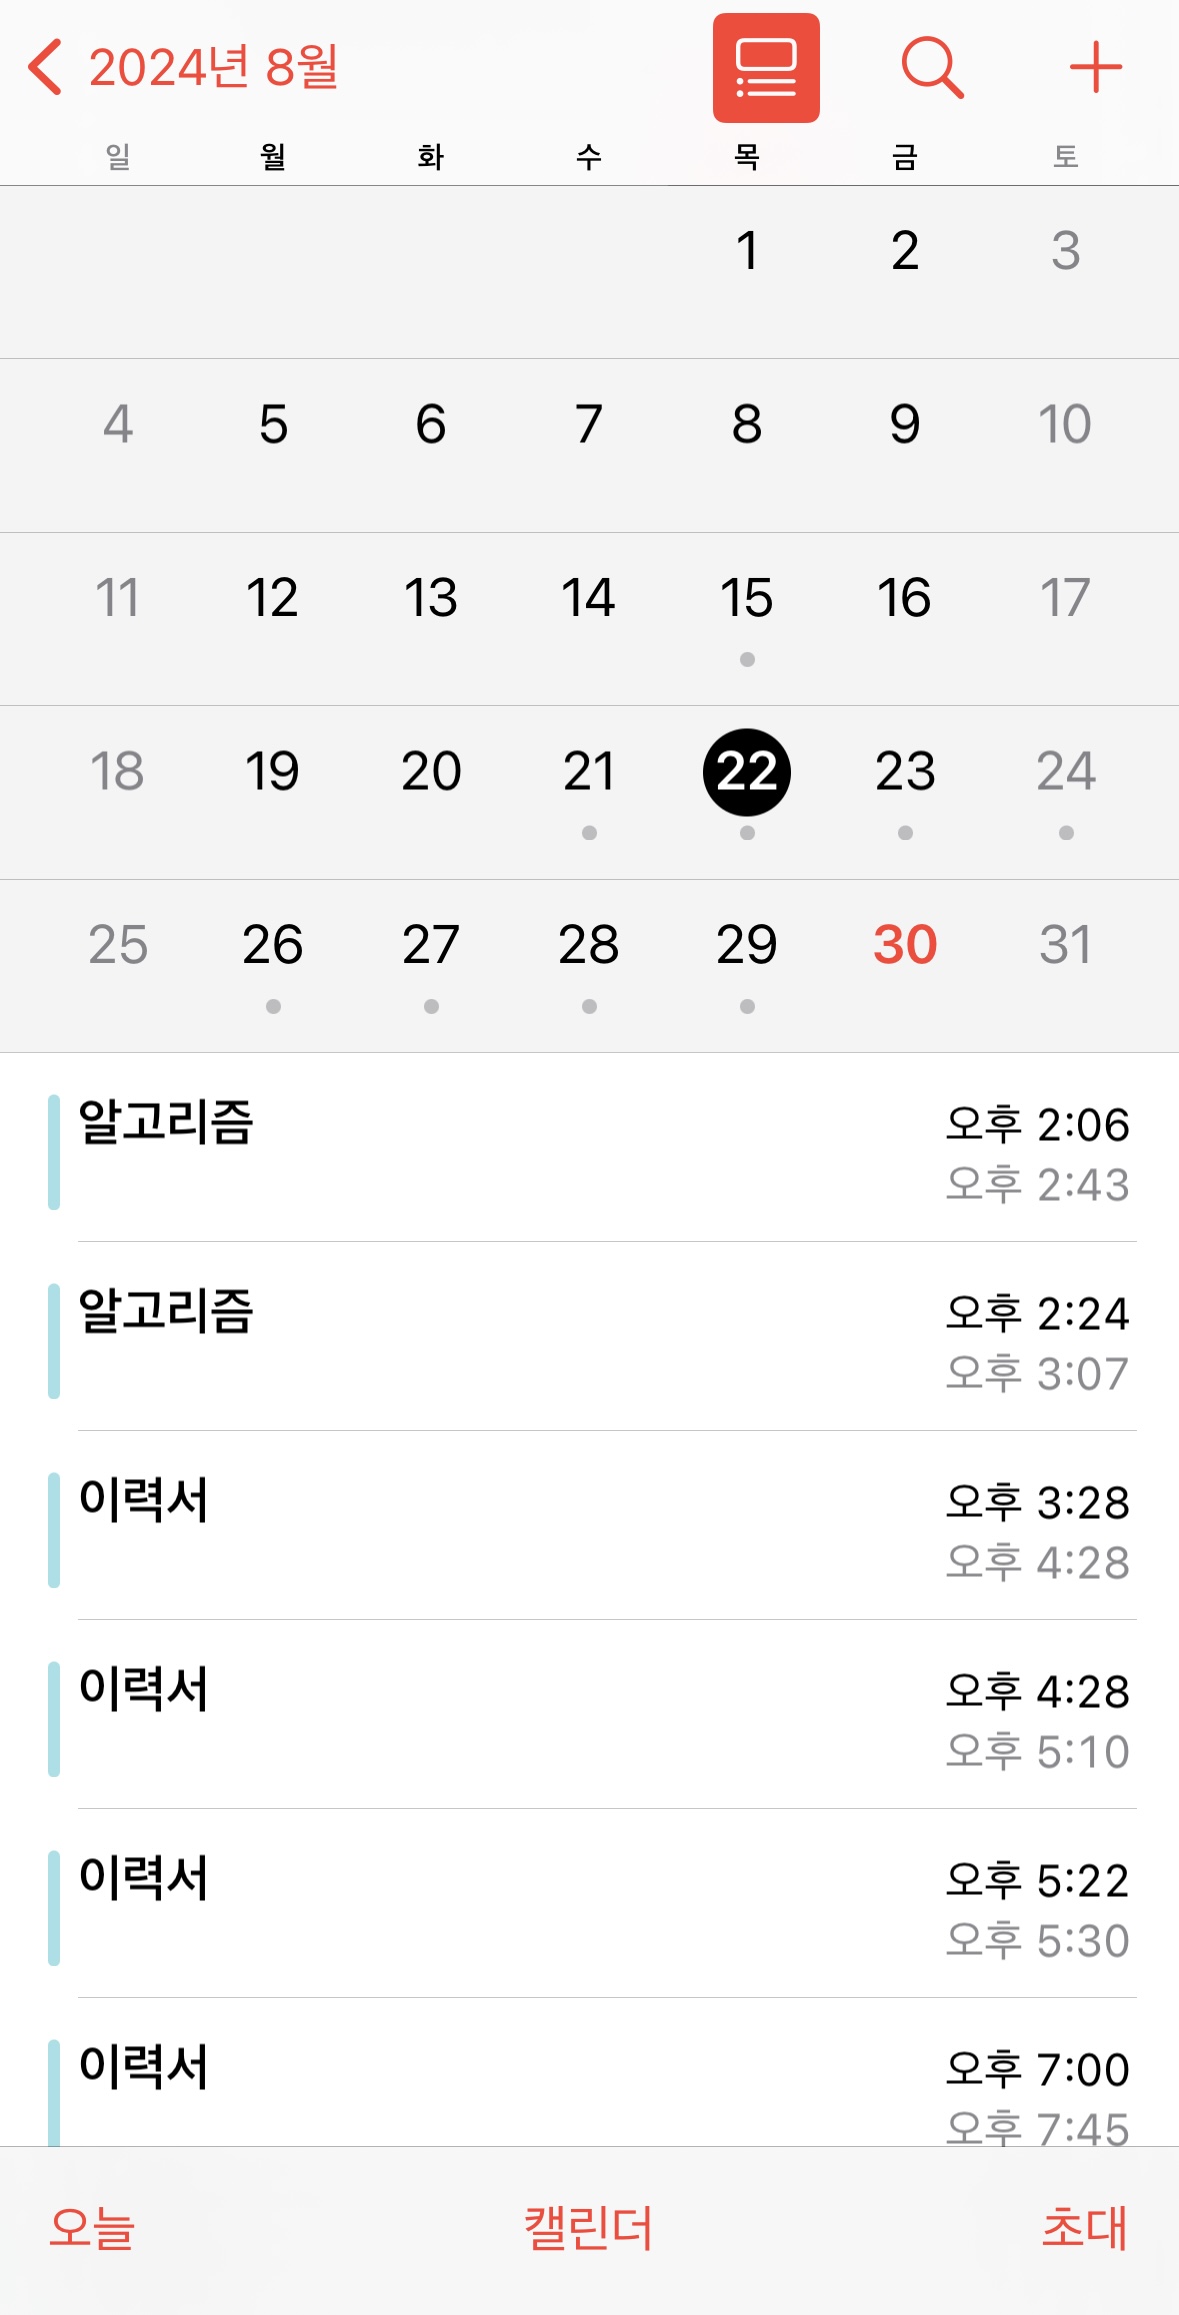 2024년 8월
일 월 화 수 목 금 토
1 2 3
4 5 6 7 8 9 10
11 12 13 14 15 16 17
18 19 20 21 22 23 24
25 26 27 28 29 30 31
알고리즘 오후 2:06
오후 2:43
알고리즘 오후 2:24
오후 3:07
이력서 오후 3:28
오후 4:28
이력서 오후 4:28
오후 5:10
이력서 오후 5:22
오후 5:30
이력서 오후 7:00
오후 7:45
오늘 캘린더 초대